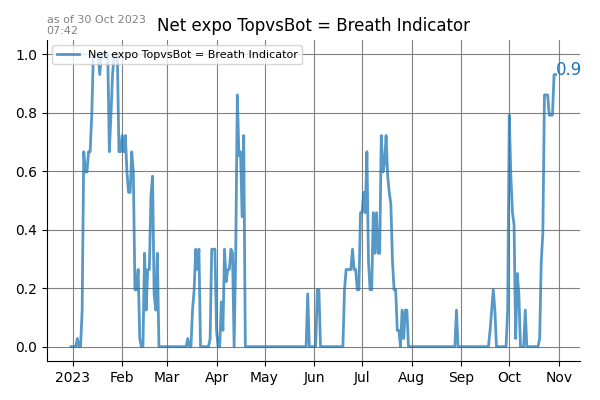 as of 30 Oct 2023
07:42
Net expo TopvsBot = Breath Indicator
Net expo TopvsBot = Breath Indicator
1.0
0.9
0.8
0.6
0.4
0.2
0.0
2023 Feb Mar Apr May Jun Jul Aug Sep Oct Nov